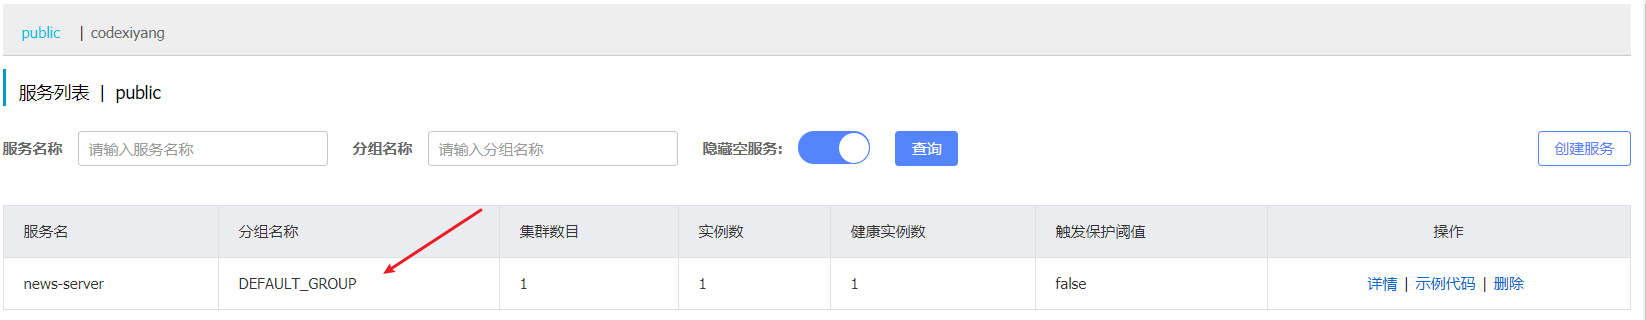 public | codexiyang
服务列表 | public
服务名称 请输入服务名称 分组名称 请输入分组名称 隐藏空服务: 查询 创建服务
服务名 分组名称 集群数目 实例数 健康实例数 触发保护阈值 操作
news-server DEFAULT_GROUP 1 1 1 false 详情 | 示例代码 | 删除